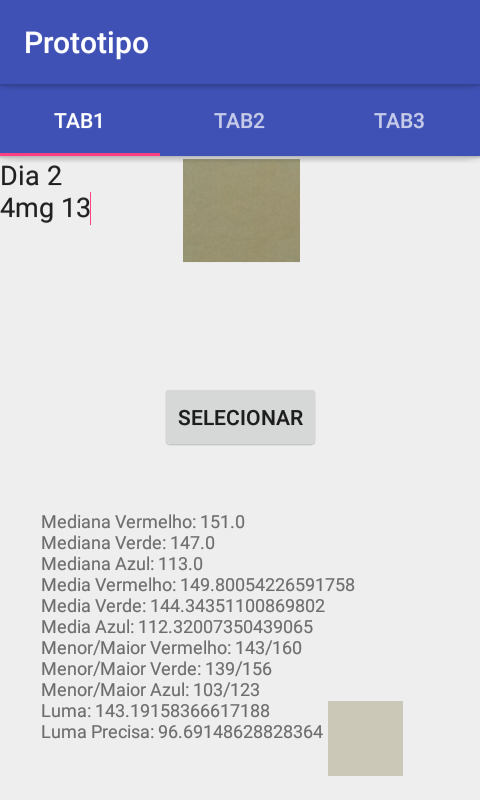 Prototipo
TAB1 TAB2 TAB3
Dia 2
4mg 13
SELECIONAR
Mediana Vermelho: 151.0
Mediana Verde: 147.0
Mediana Azul: 113.0
Media Vermelho: 149.80054226591758
Media Verde: 144.34351100869802
Media Azul: 112.32007350439065
Menor/Maior Vermelho: 143/160
Menor/Maior Verde: 139/156
Menor/Maior Azul: 103/123
Luma: 143.19158366617188
Luma Precisa: 96.69148628828364